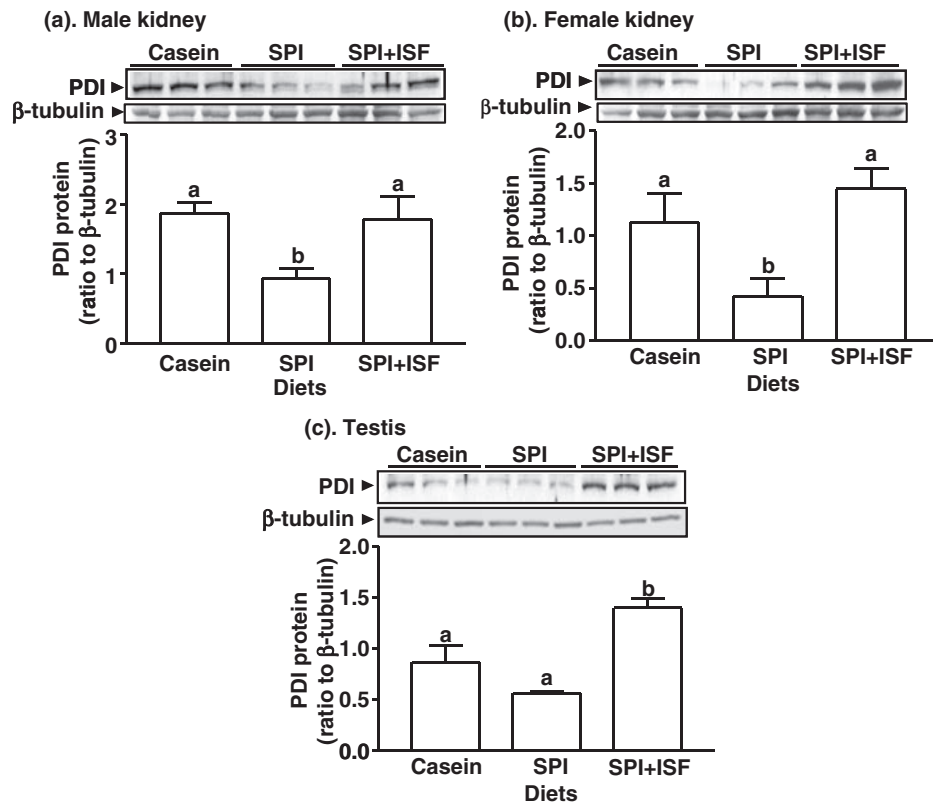 (a). Male kidney
Casein SPI SPI+ISF
PDI
β-tubulin
3
2
1
0
PDI protein
(ratio to β-tubulin)
a
b
a
Casein SPI SPI+ISF
Diets
(b). Female kidney
Casein SPI SPI+ISF
PDI
β-tubulin
2.0
1.5
1.0
0.5
0.0
PDI protein
(ratio to β-tubulin)
a
b
a
Casein SPI SPI+ISF
Diets
(c). Testis
Casein SPI SPI+ISF
PDI
β-tubulin
2.0
1.5
1.0
0.5
0.0
PDI protein
(ratio to β-tubulin)
a
a
b
Casein SPI SPI+ISF
Diets